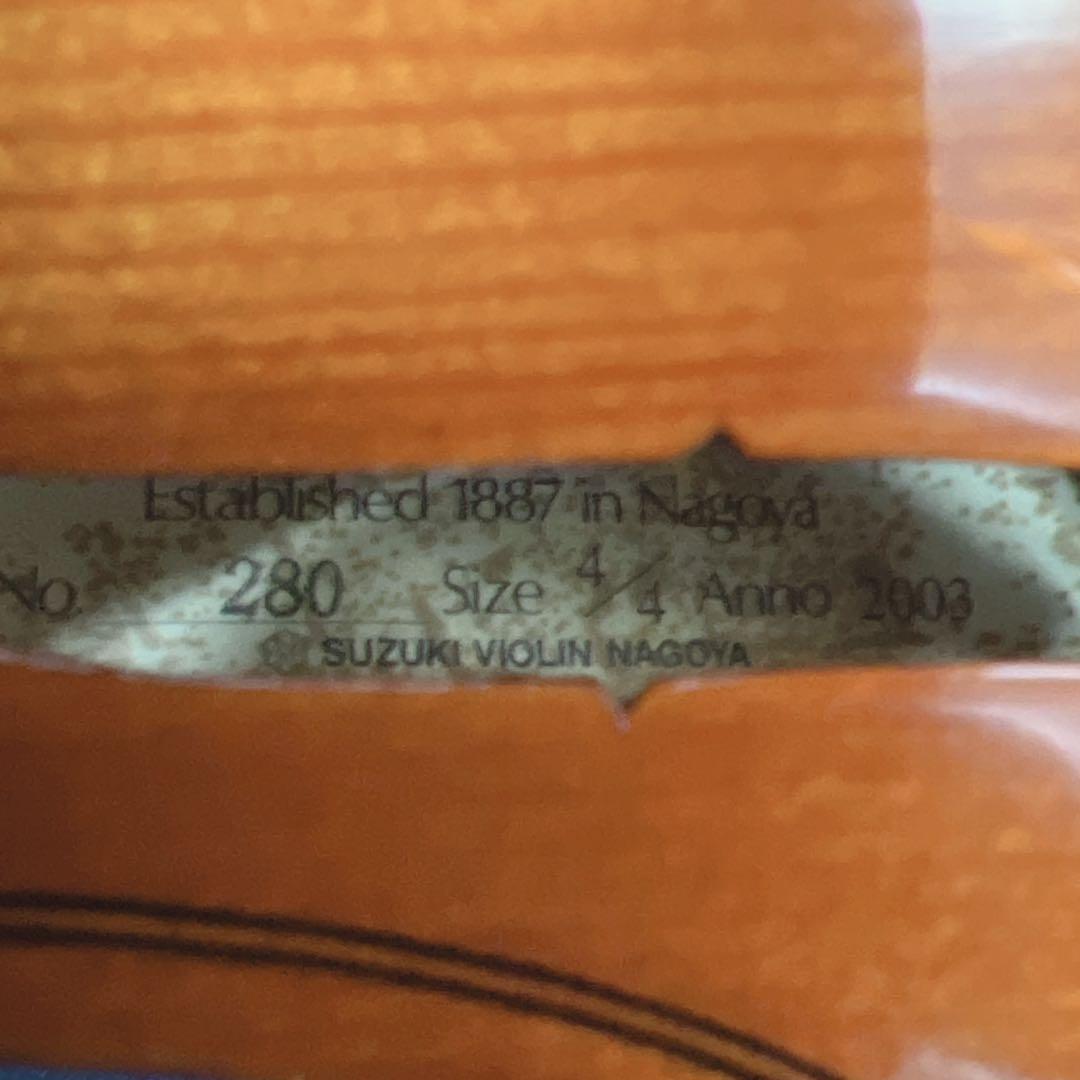 Established 1887 in Nagoya
No. 280 Size 4/4 Anno 2003
SUZUKI VIOLIN NAGOYA